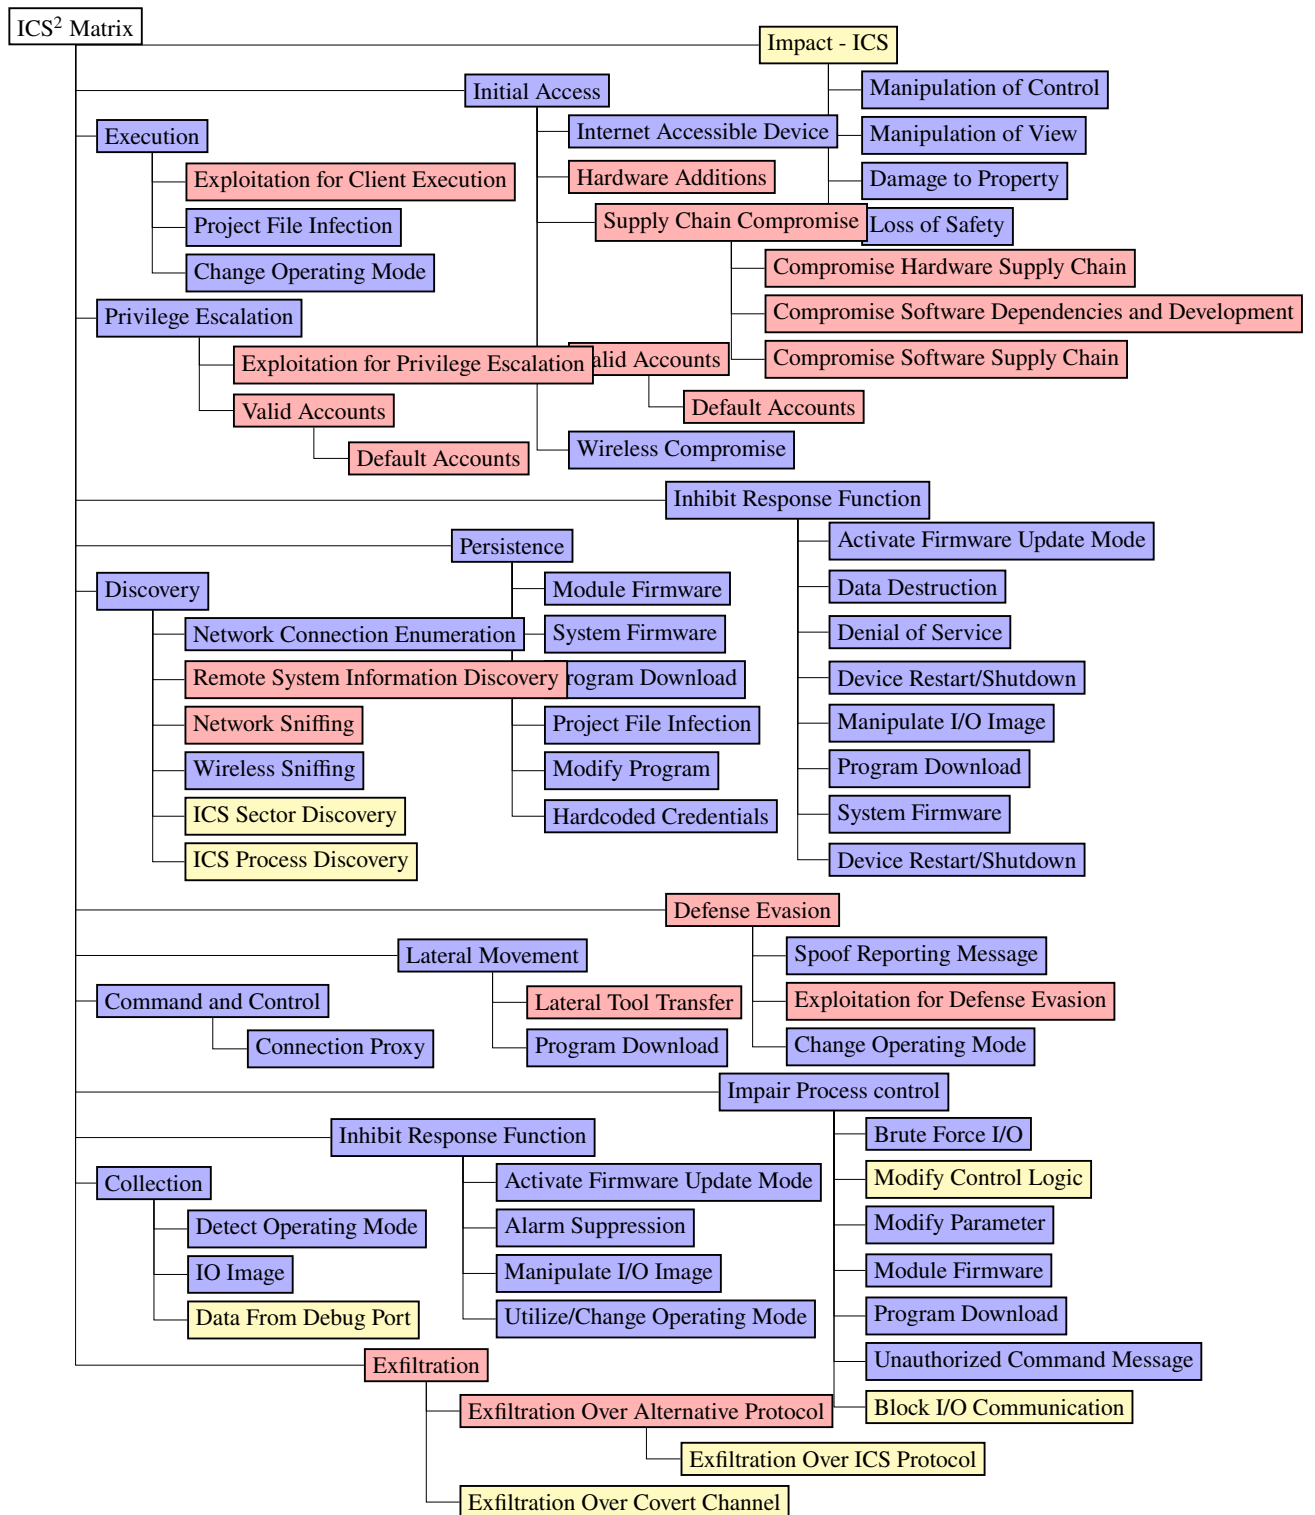 ICS² Matrix
Impact - ICS
Manipulation of Control
Manipulation of View
Damage to Property
Loss of Safety
Initial Access
Internet Accessible Device
Hardware Additions
Supply Chain Compromise
Compromise Hardware Supply Chain
Compromise Software Dependencies and Development
Compromise Software Supply Chain
alid Accounts
Default Accounts
Wireless Compromise
Execution
Exploitation for Client Execution
Project File Infection
Change Operating Mode
Privilege Escalation
Exploitation for Privilege Escalation
Valid Accounts
Default Accounts
Inhibit Response Function
Activate Firmware Update Mode
Data Destruction
Denial of Service
Device Restart/Shutdown
Manipulate I/O Image
Program Download
System Firmware
Device Restart/Shutdown
Persistence
Module Firmware
System Firmware
rogram Download
Project File Infection
Modify Program
Hardcoded Credentials
Discovery
Network Connection Enumeration
Remote System Information Discovery
Network Sniffing
Wireless Sniffing
ICS Sector Discovery
ICS Process Discovery
Defense Evasion
Spoof Reporting Message
Exploitation for Defense Evasion
Change Operating Mode
Lateral Movement
Lateral Tool Transfer
Program Download
Command and Control
Connection Proxy
Impair Process control
Brute Force I/O
Modify Control Logic
Modify Parameter
Module Firmware
Program Download
Unauthorized Command Message
Block I/O Communication
Inhibit Response Function
Activate Firmware Update Mode
Alarm Suppression
Manipulate I/O Image
Utilize/Change Operating Mode
Collection
Detect Operating Mode
IO Image
Data From Debug Port
Exfiltration
Exfiltration Over Alternative Protocol
Exfiltration Over ICS Protocol
Exfiltration Over Covert Channel